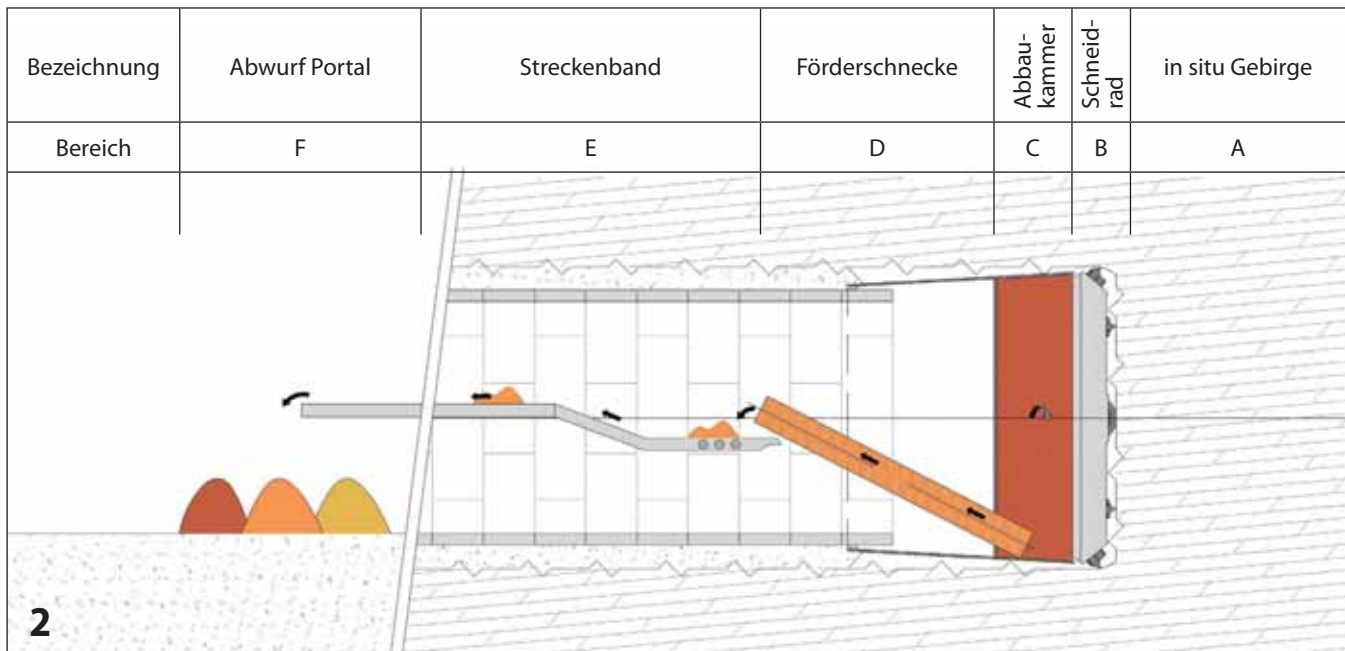 Bezeichnung Abwurf Portal Streckenband Förderschnecke Abbau-
kammer Schneid-
rad in situ Gebirge
Bereich F E D C B A
2